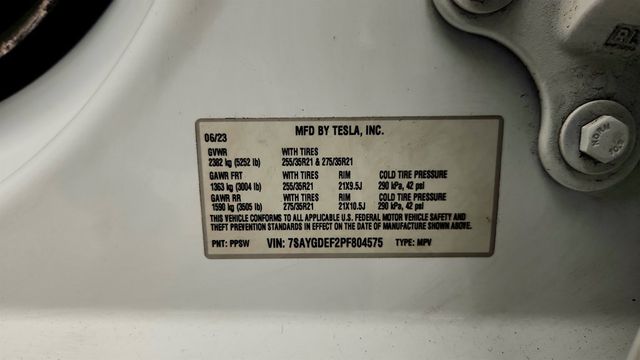 MFD BY TESLA, INC.
06/23
GVWR WITH TIRES
2382 kg (5252 lb) 255/35R21 & 275/35R21
GAWR FRT WITH TIRES RIM COLD TIRE PRESSURE
1363 kg (3004 lb) 255/35R21 21X9.5J 290 kPa, 42 psi
GAWR RR WITH TIRES RIM COLD TIRE PRESSURE
1590 kg (3505 lb) 275/35R21 21X10.5J 290 kPa, 42 psi
THIS VEHICLE CONFORMS TO ALL APPLICABLE U.S. FEDERAL MOTOR VEHICLE SAFETY AND
THEFT PREVENTION STANDARDS IN EFFECT ON THE DATE OF MANUFACTURE SHOWN ABOVE.
PNT: PPSW VIN: 7SAYGDEF2PF804575 TYPE: MPV